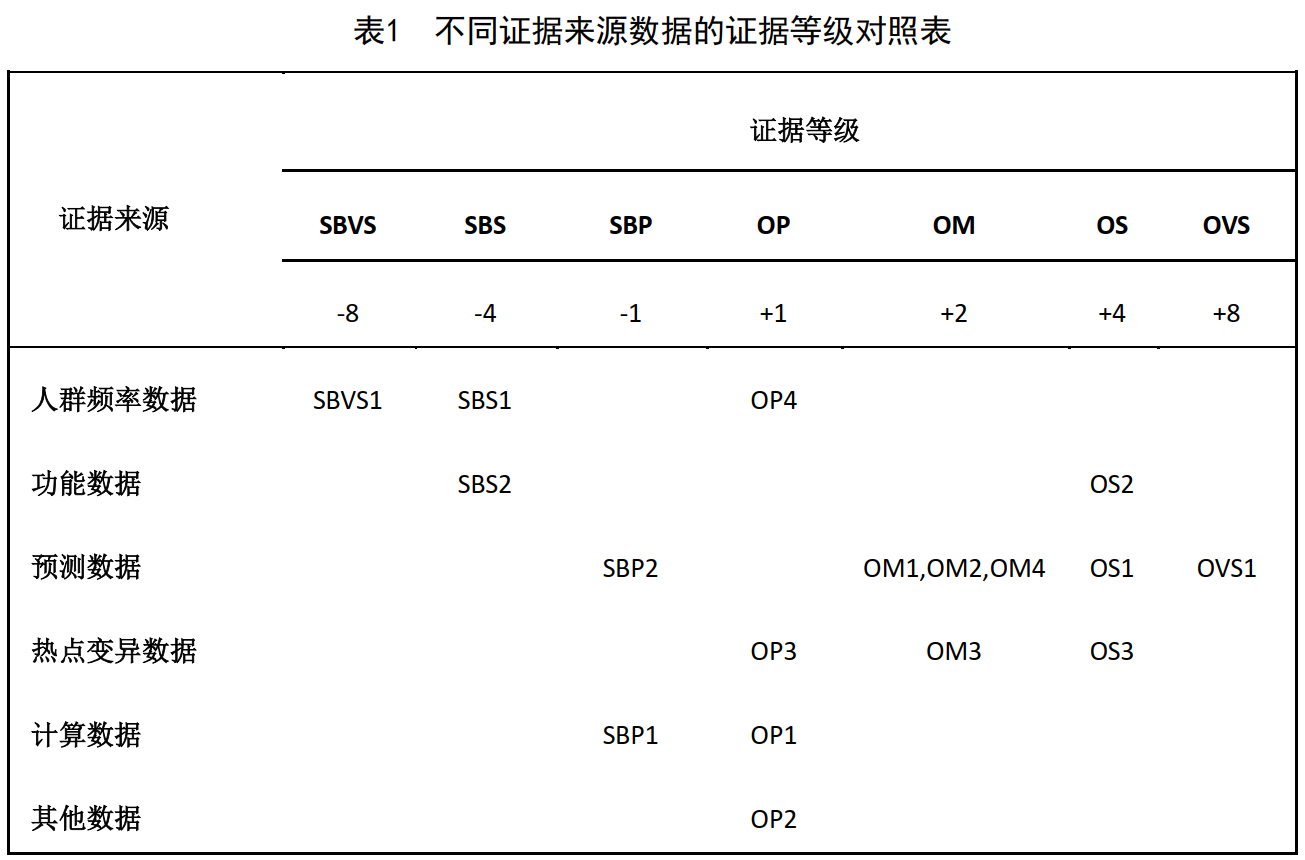 表1 不同证据来源数据的证据等级对照表
证据等级
证据来源
SBVS SBS SBP OP OM OS OVS
-8 -4 -1 +1 +2 +4 +8
人群频率数据 SBVS1 SBS1 OP4
功能数据 SBS2 OS2
预测数据 SBP2 OM1,OM2,OM4 OS1 OVS1
热点变异数据 OP3 OM3 OS3
计算数据 SBP1 OP1
其他数据 OP2